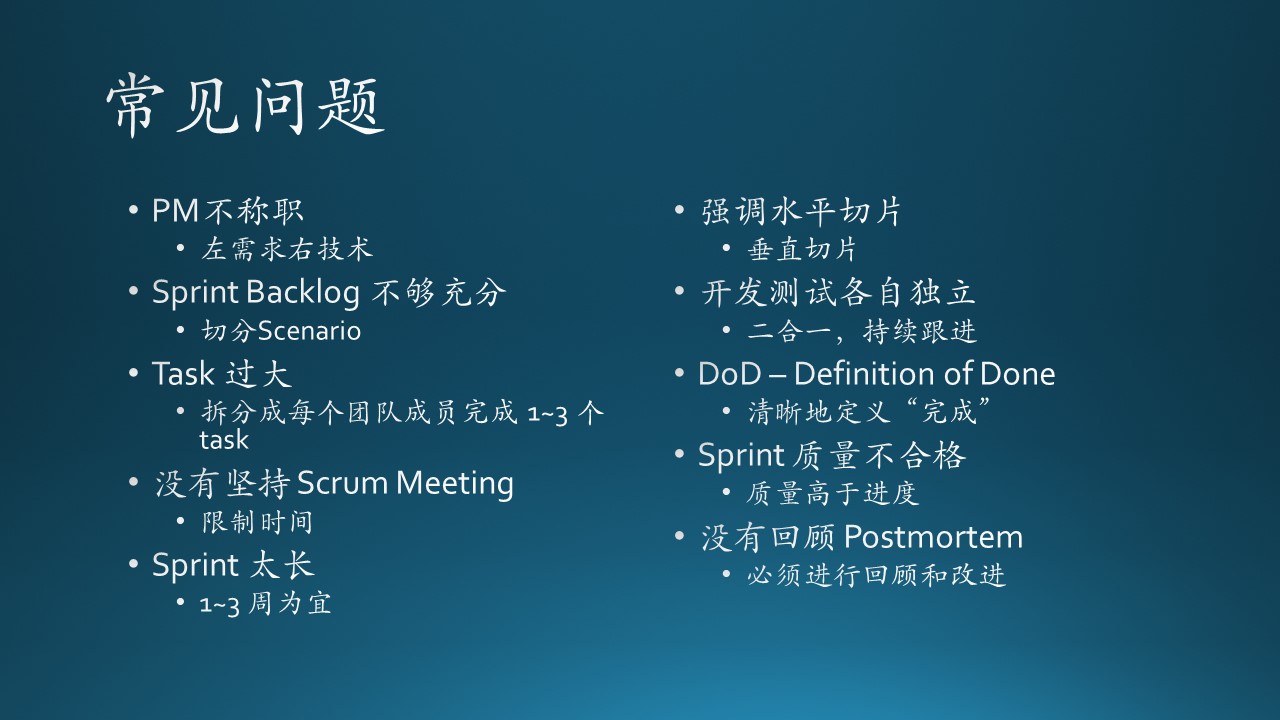 常见问题
• PM不称职
• 左需求右技术
• Sprint Backlog 不够充分
• 切分Scenario
• Task 过大
• 拆分成每个团队成员完成 1~3 个
task
• 没有坚持 Scrum Meeting
• 限制时间
• Sprint 太长
• 1~3 周为宜
• 强调水平切片
• 垂直切片
• 开发测试各自独立
• 二合一，持续跟进
• DoD – Definition of Done
• 清晰地定义“完成”
• Sprint 质量不合格
• 质量高于进度
• 没有回顾 Postmortem
• 必须进行回顾和改进